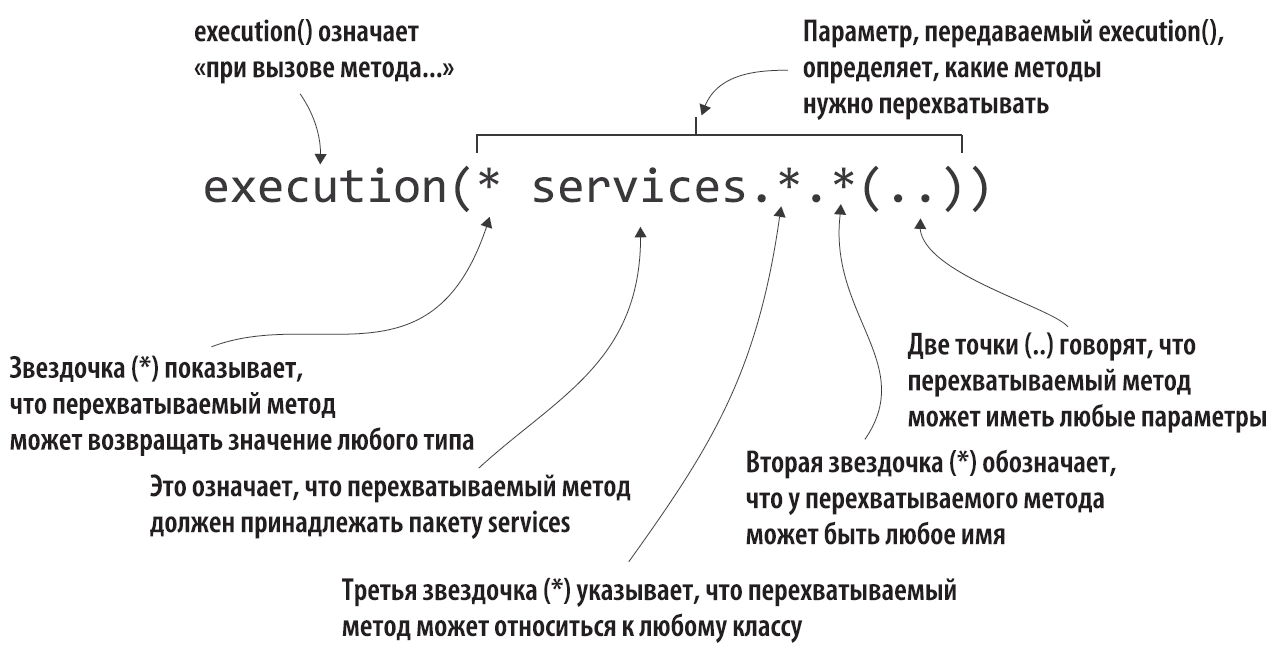 execution() означает
«при вызове метода...»
Параметр, передаваемый execution(),
определяет, какие методы
нужно перехватывать
execution(* services.*.*(..))
Звездочка (*) показывает,
что перехватываемый метод
может возвращать значение любого типа
Это означает, что перехватываемый метод
должен принадлежать пакету services
Третья звездочка (*) указывает, что перехватываемый
метод может относиться к любому классу
Вторая звездочка (*) обозначает,
что у перехватываемого метода
может быть любое имя
Две точки (..) говорят, что
перехватываемый метод
может иметь любые параметры